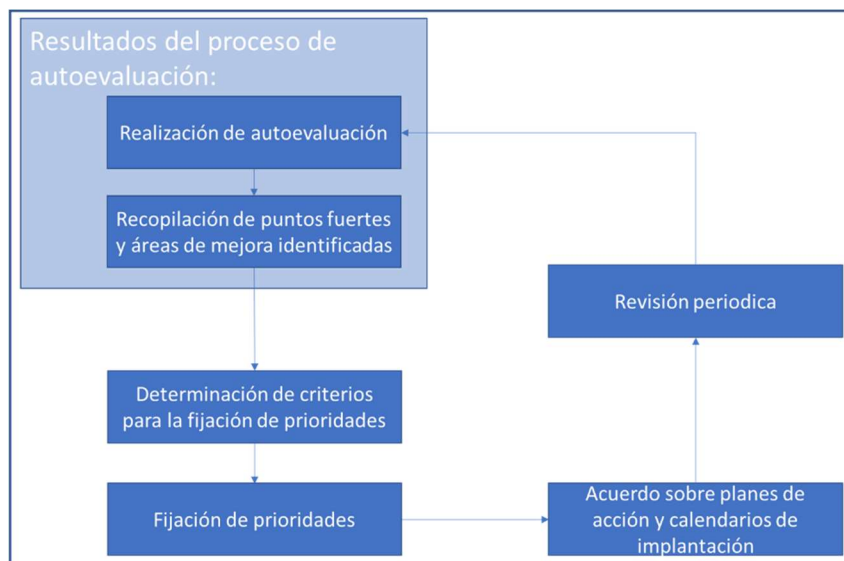 Resultados del proceso de
autoevaluación:
Realización de autoevaluación
Recopilación de puntos fuertes
y áreas de mejora identificadas
Determinación de criterios
para la fijación de prioridades
Fijación de prioridades
Acuerdo sobre planes de
acción y calendarios de
implantación
Revisión periodica